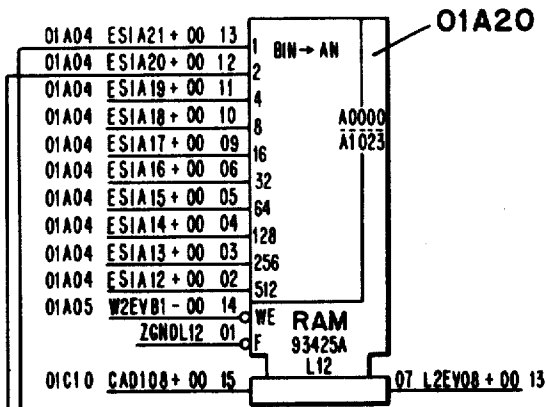 01A20
01A04 ESIA21+00 13 1 BIN→AN
01A04 ESIA20+00 12 2
01A04 ESIA19+00 11 4
01A04 ESIA18+00 10 8 A0000
01A04 ESIA17+00 09 16 A1023
01A04 ESIA16+00 06 32
01A04 ESIA15+00 05 64
01A04 ESIA14+00 04 128
01A04 ESIA13+00 03 256
01A04 ESIA12+00 02 512
01A05 W2EVB1-00 14 WE RAM
ZGNDL12 01 F 93425A
L12
01C10 CAD108+00 15 07 L2EV08+00 13